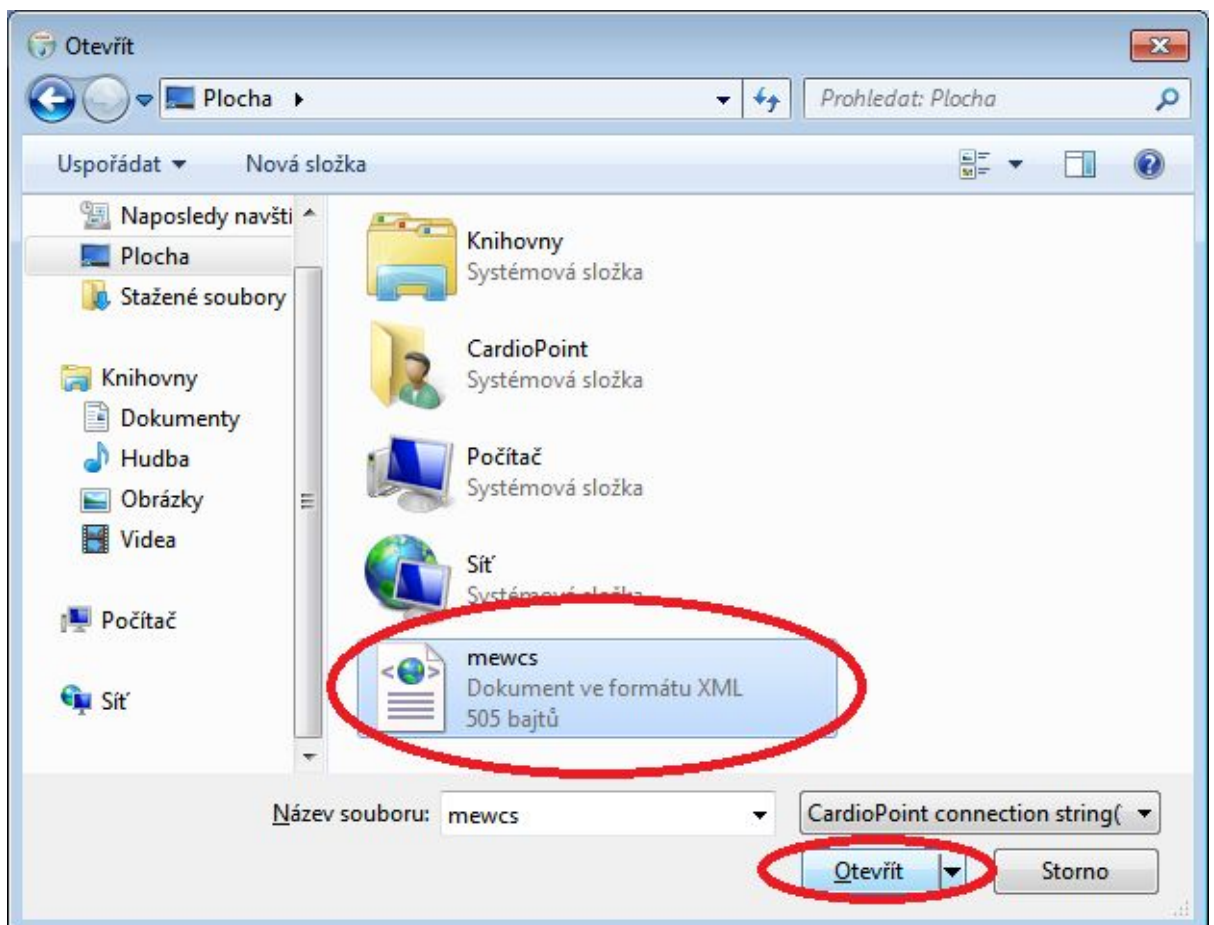 Otevřít
Plocha
Prohledat: Plocha
Uspořádat
Nová složka
Naposledy navšti
Plocha
Stažené soubory
Knihovny
Dokumenty
Hudba
Obrázky
Videa
Počítač
Síť
Knihovny
Systémová složka
CardioPoint
Systémová složka
Počítač
Systémová složka
Síť
Systémová složka
mewcs
Dokument ve formátu XML
505 bajtů
Název souboru: mewcs
CardioPoint connection string(
Otevřít
Storno